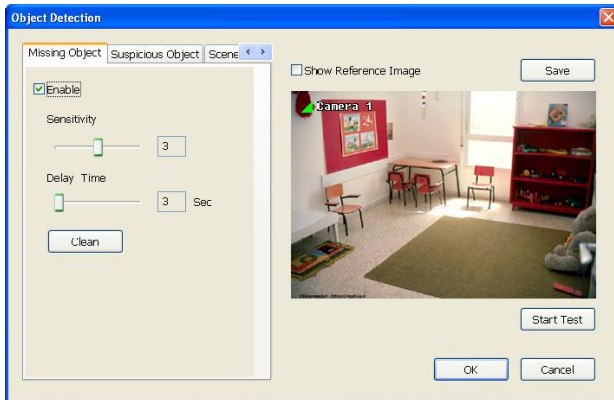 Object Detection
Missing Object
Suspicious Object
Scene
Enable
Sensitivity
3
Delay Time
3 Sec
Clean
Show Reference Image
Save
Camera 1
Start Test
OK
Cancel